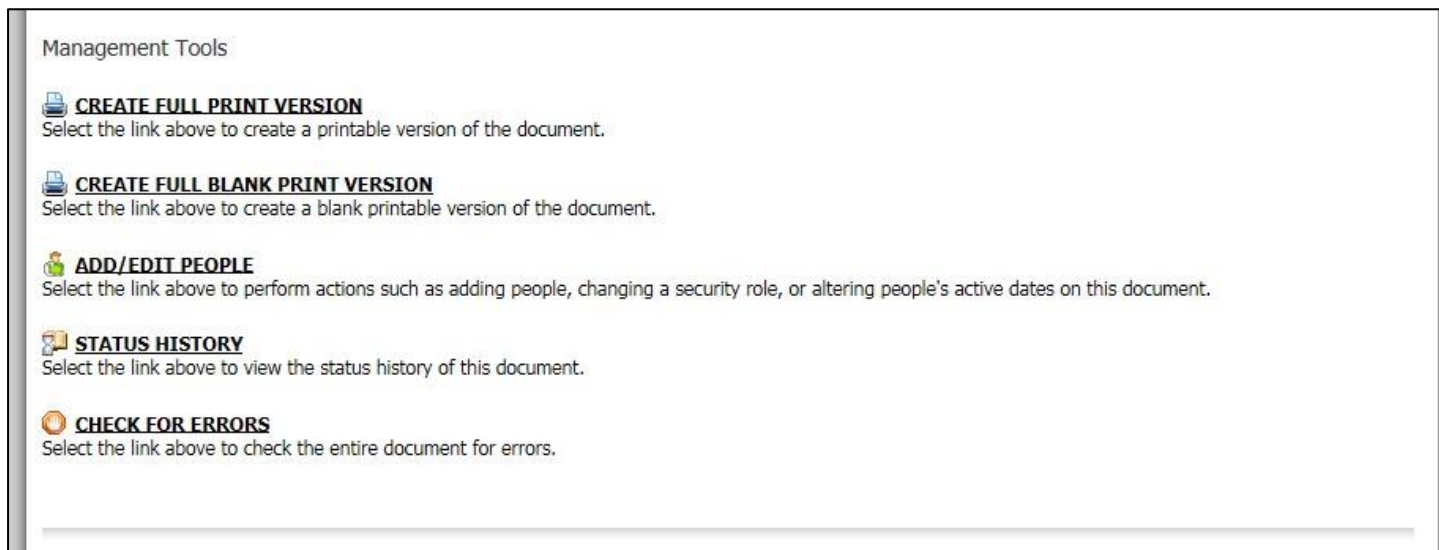 Management Tools
CREATE FULL PRINT VERSION
Select the link above to create a printable version of the document.
CREATE FULL BLANK PRINT VERSION
Select the link above to create a blank printable version of the document.
ADD/EDIT PEOPLE
Select the link above to perform actions such as adding people, changing a security role, or altering people's active dates on this document.
STATUS HISTORY
Select the link above to view the status history of this document.
CHECK FOR ERRORS
Select the link above to check the entire document for errors.